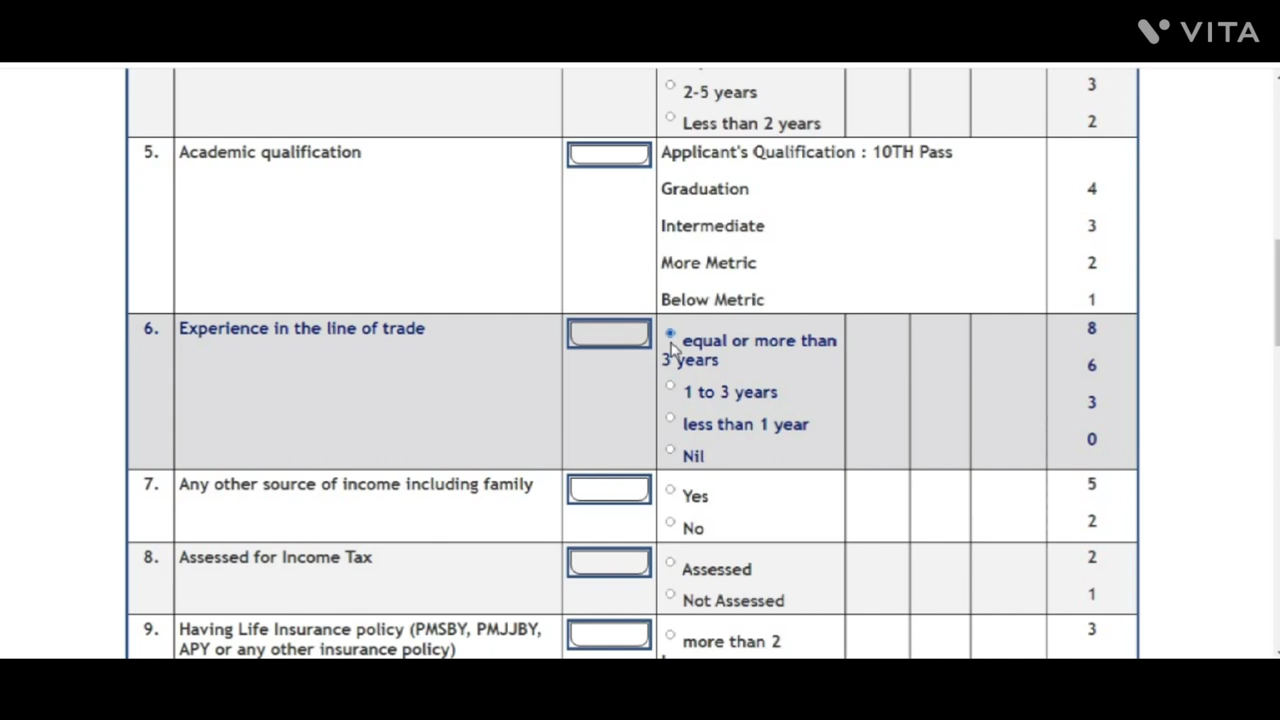 VITA
2-5 years 3
Less than 2 years 2
5. Academic qualification Applicant's Qualification : 10TH Pass
Graduation 4
Intermediate 3
More Metric 2
Below Metric 1
6. Experience in the line of trade equal or more than 8
3 years 6
1 to 3 years 3
less than 1 year 0
Nil
7. Any other source of income including family Yes 5
No 2
8. Assessed for Income Tax Assessed 2
Not Assessed 1
9. Having Life Insurance policy (PMSBY, PMJJBY, more than 2 3
APY or any other insurance policy)